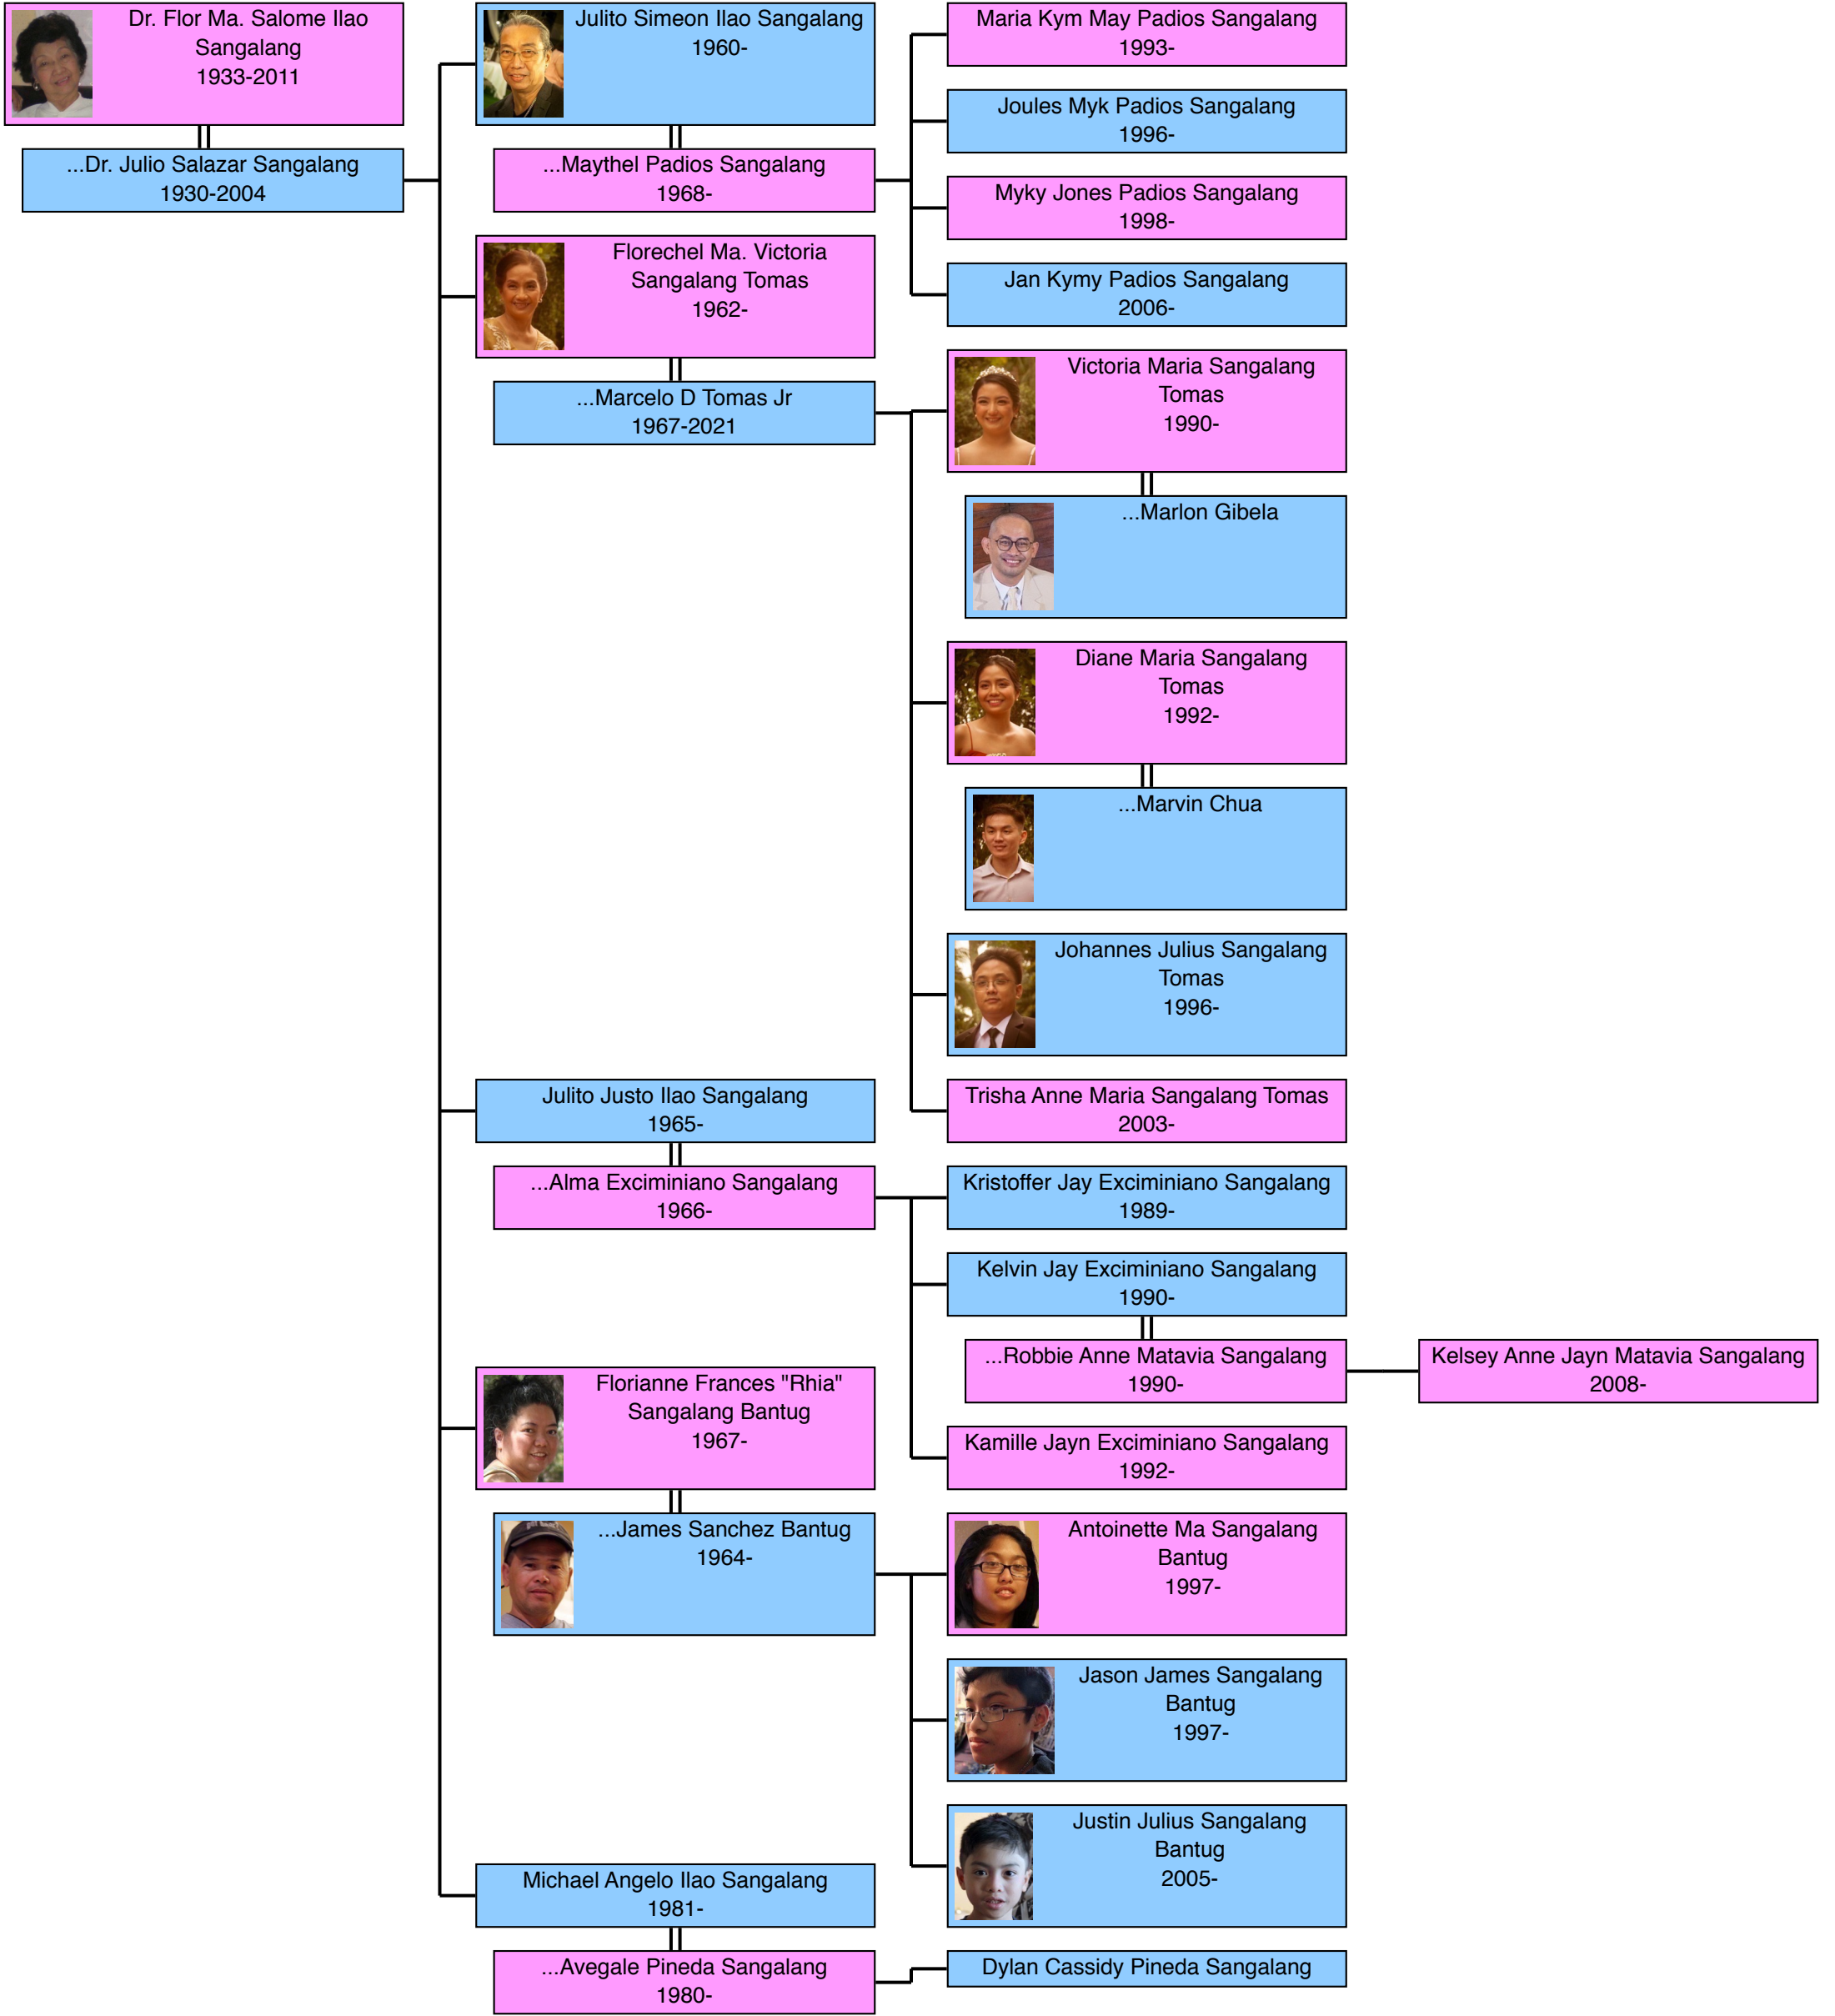 Dr. Flor Ma. Salome Ilao
Sangalang
1933-2011
...Dr. Julio Salazar Sangalang
1930-2004
Julito Simeon Ilao Sangalang
1960-
...Maythel Padios Sangalang
1968-
Maria Kym May Padios Sangalang
1993-
Joules Myk Padios Sangalang
1996-
Myky Jones Padios Sangalang
1998-
Jan Kymy Padios Sangalang
2006-
Florechel Ma. Victoria
Sangalang Tomas
1962-
...Marcelo D Tomas Jr
1967-2021
Victoria Maria Sangalang
Tomas
1990-
...Marlon Gibela
Diane Maria Sangalang
Tomas
1992-
...Marvin Chua
Johannes Julius Sangalang
Tomas
1996-
Trisha Anne Maria Sangalang Tomas
2003-
Julito Justo Ilao Sangalang
1965-
...Alma Exciminiano Sangalang
1966-
Kristoffer Jay Exciminiano Sangalang
1989-
Kelvin Jay Exciminiano Sangalang
1990-
...Robbie Anne Matavia Sangalang
1990-
Kelsey Anne Jayn Matavia Sangalang
2008-
Kamille Jayn Exciminiano Sangalang
1992-
Florianne Frances "Rhia"
Sangalang Bantug
1967-
...James Sanchez Bantug
1964-
Antoinette Ma Sangalang
Bantug
1997-
Jason James Sangalang
Bantug
1997-
Justin Julius Sangalang
Bantug
2005-
Michael Angelo Ilao Sangalang
1981-
...Avegale Pineda Sangalang
1980-
Dylan Cassidy Pineda Sangalang